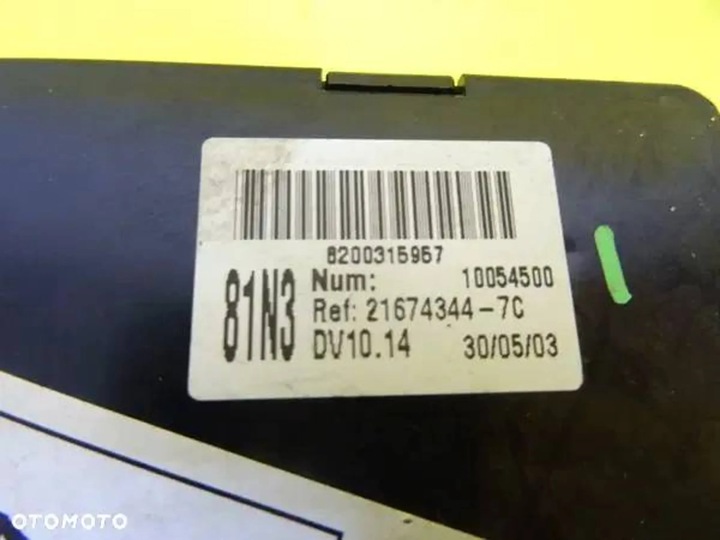 8200315957
81N3
Num: 10054500
Ref: 21674344-7C
DV10.14 30/05/03
OTOMOTO